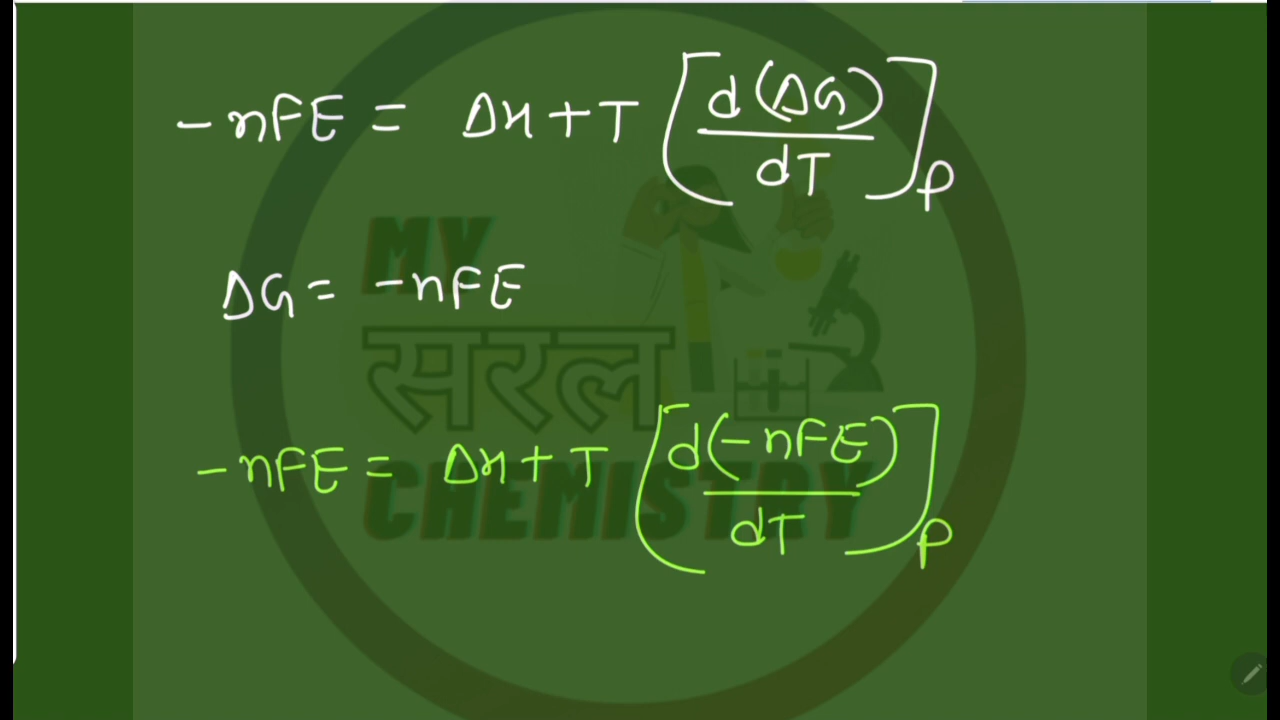 -nFE = ΔH + T [d(ΔG)/dT]p
ΔG = -nFE
-nFE = ΔH + T [d(-nFE)/dT]p
MY
सरल
CHEMISTRY